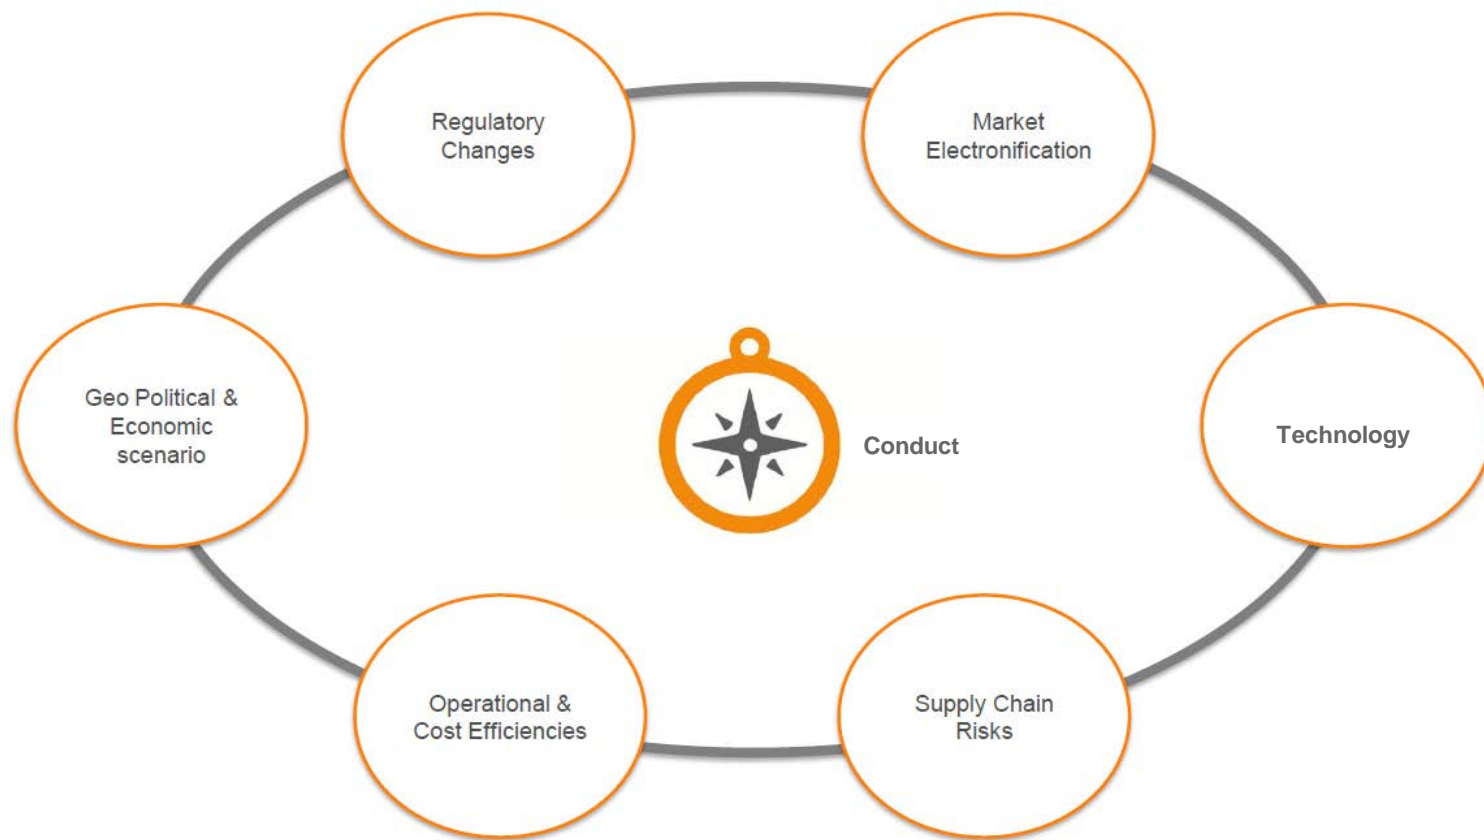 Regulatory
Changes
Market
Electronification
Geo Political &
Economic
scenario
Conduct
Technology
Operational &
Cost Efficiencies
Supply Chain
Risks